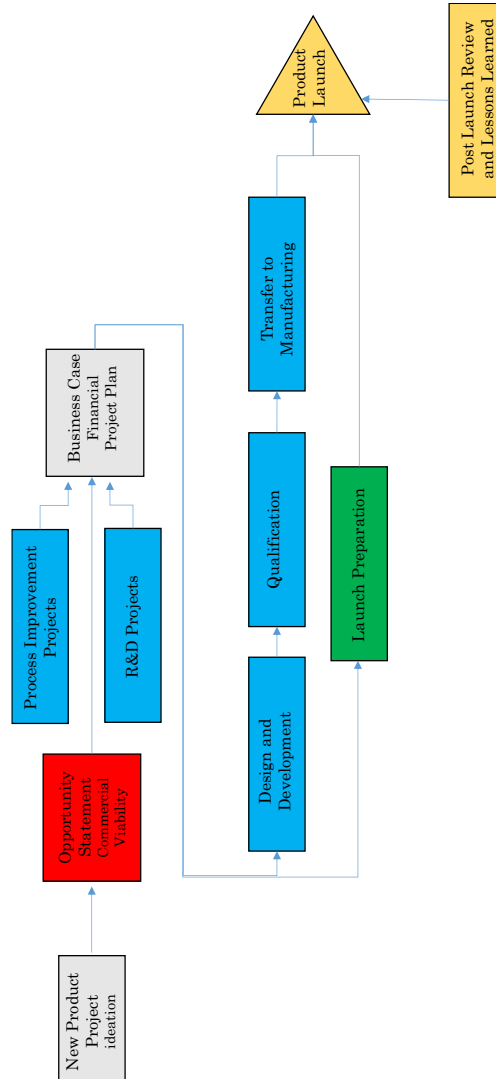 New Product
Project
ideation
Opportunity
Statement
Commercial
Viability
Process Improvement
Projects
R&D Projects
Business Case
Financial
Project Plan
Design and
Development
Qualification
Transfer to
Manufacturing
Launch Preparation
Product
Launch
Post Launch Review
and Lessons Learned